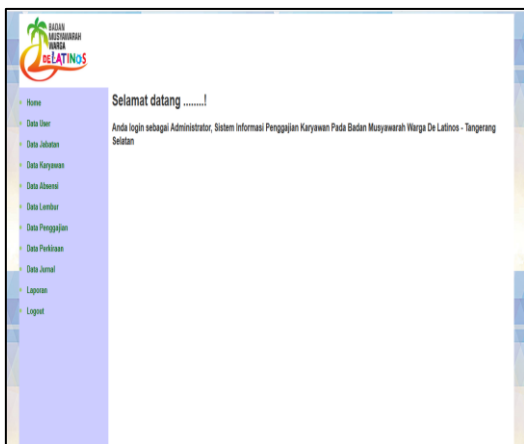 BADAN
MUSYAWARAH
WARGA
DELATINOS
Home
Data User
Data Jabatan
Data Karyawan
Data Absensi
Data Lembur
Data Penggajian
Data Perkiraan
Data Jurnal
Laporan
Logout
Selamat datang ........!
Anda login sebagai Administrator, Sistem Informasi Penggajian Karyawan Pada Badan Musyawarah Warga De Latinos - Tangerang
Selatan